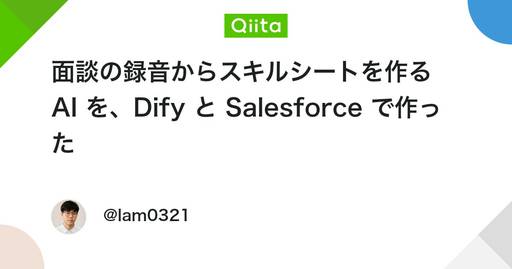 Qiita
面談の録音からスキルシートを作る
AI を、Dify と Salesforce で作っ
た
@lam0321